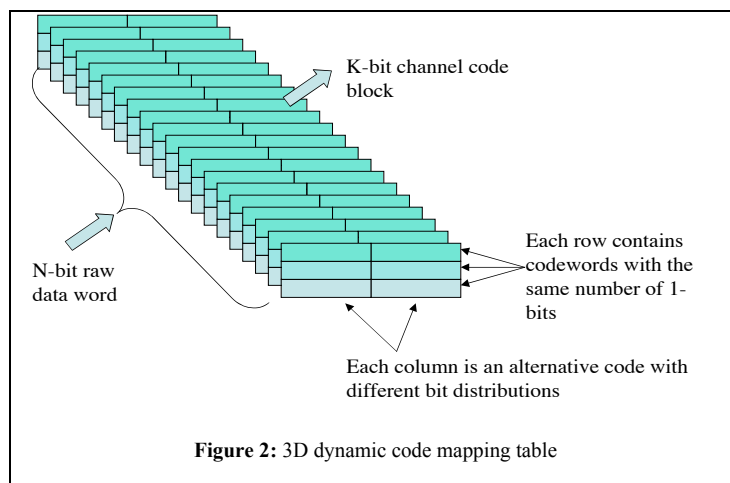 K-bit channel code
block
N-bit raw
data word
Each row contains
codewords with the
same number of 1-
bits
Each column is an alternative code with
different bit distributions
Figure 2: 3D dynamic code mapping table